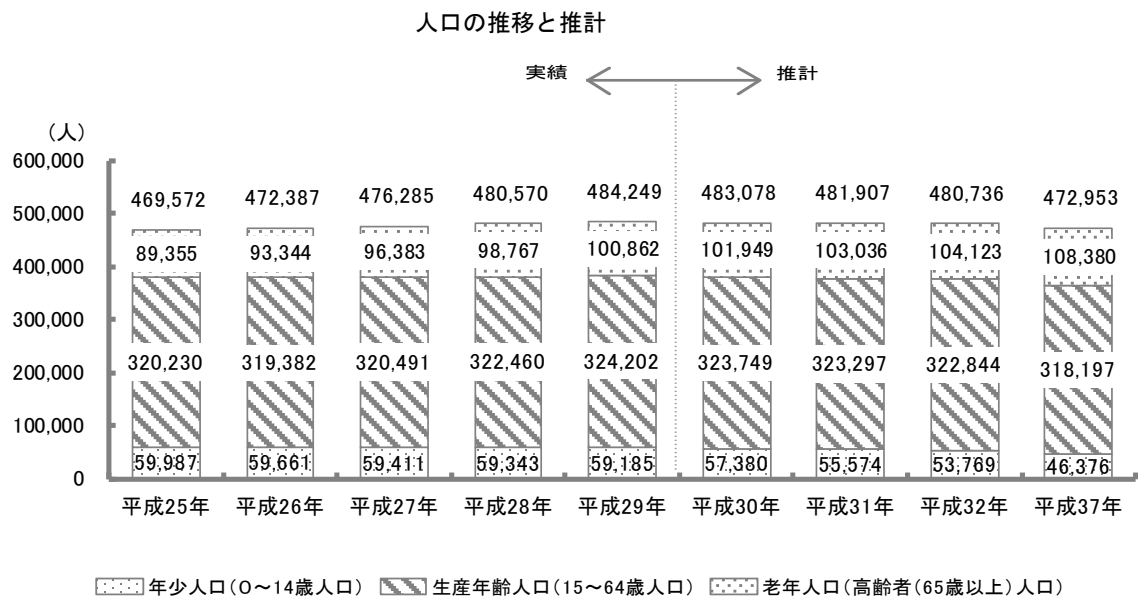 人口の推移と推計
実績 推計
(人)
600,000
500,000
400,000
300,000
200,000
100,000
0
469,572 472,387 476,285 480,570 484,249 483,078 481,907 480,736 472,953
89,355 93,344 96,383 98,767 100,862 101,949 103,036 104,123 108,380
320,230 319,382 320,491 322,460 324,202 323,749 323,297 322,844 318,197
59,987 59,661 59,411 59,343 59,185 57,380 55,574 53,769 46,376
平成25年 平成26年 平成27年 平成28年 平成29年 平成30年 平成31年 平成32年 平成37年
年少人口(0~14歳人口) 生産年齢人口(15~64歳人口) 老年人口(高齢者(65歳以上)人口)